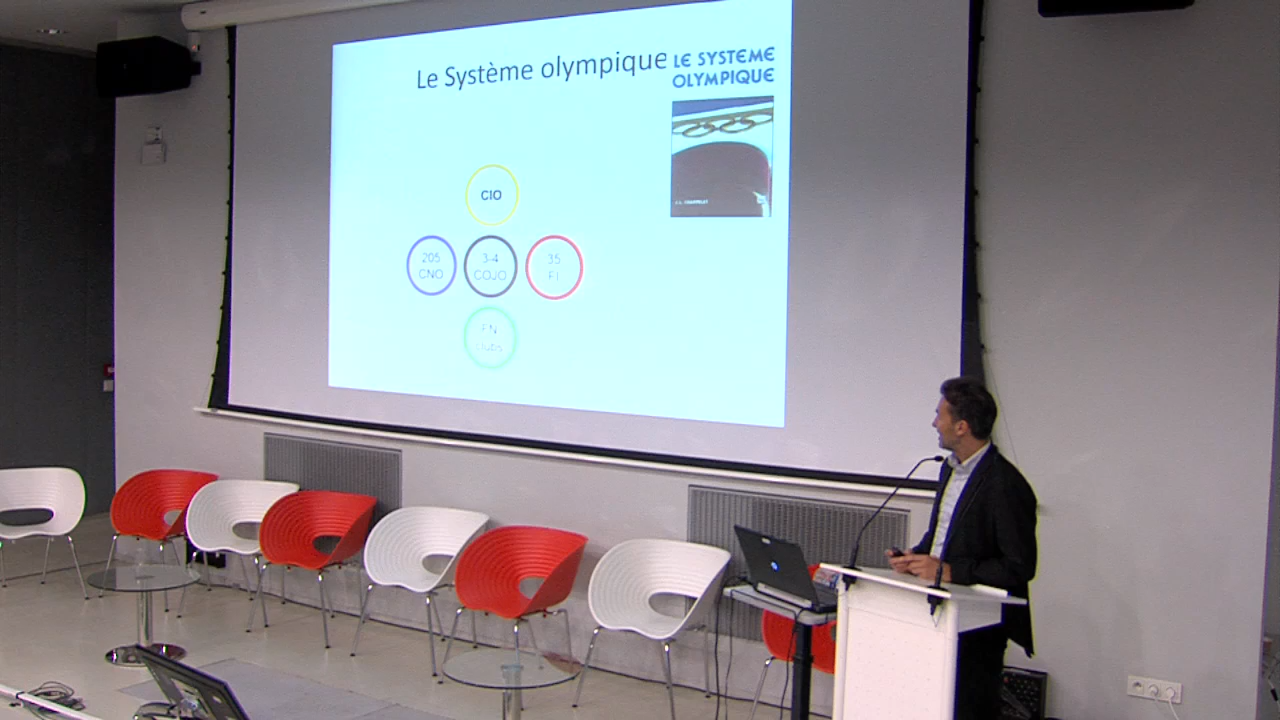 Le Système olympique
LE SYSTEME
OLYMPIQUE
CIO
205
CNO
3-4
COJO
35
FI
FN
clubs